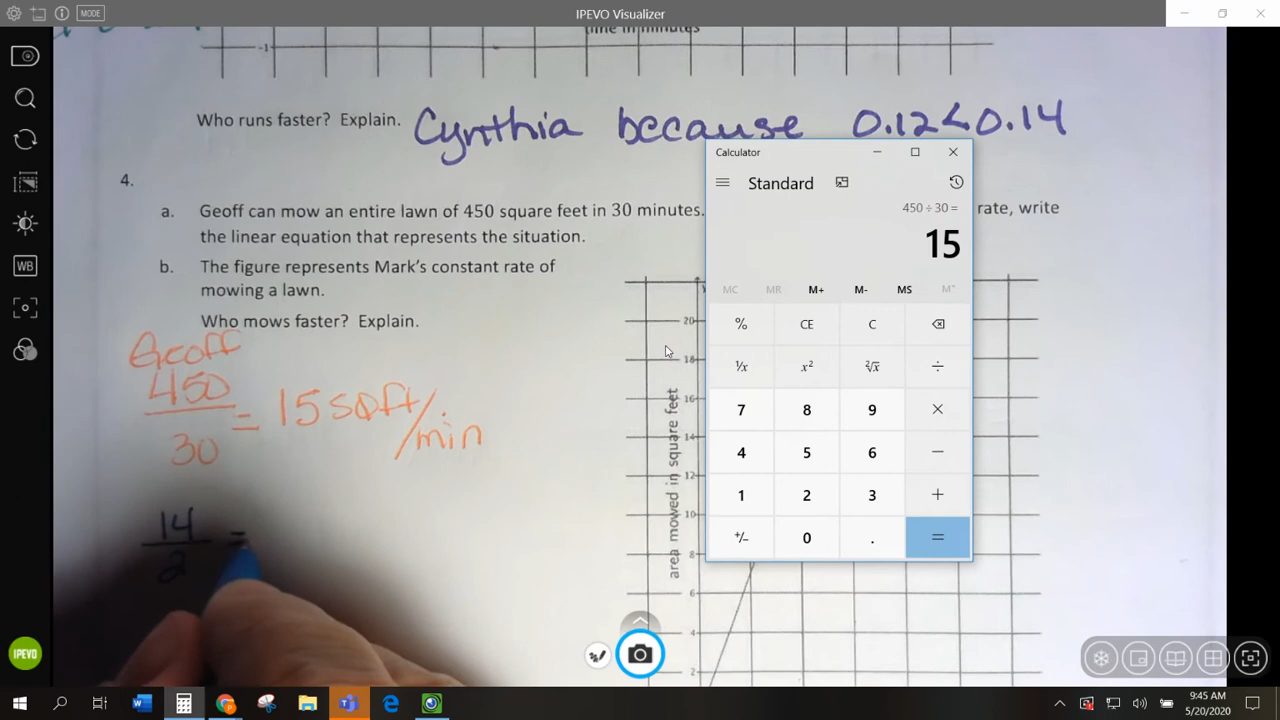 MODE
IPEVO Visualizer
time in minutes
-1
Who runs faster? Explain.
Cynthia because 0.12<0.14
4.
a. Geoff can mow an entire lawn of 450 square feet in 30 minutes.
rate, write
the linear equation that represents the situation.
b. The figure represents Mark's constant rate of
mowing a lawn.
Who mows faster? Explain.
Geoff
450
30
= 15 sqft/min
14
2
=
area mowed in square feet
20
18
16
14
12
10
8
6
4
2
Calculator
Standard
450 ÷ 30 =
15
MC MR M+ M- MS M˅
% CE C
⅟x x² ²√x ÷
7 8 9 ×
4 5 6 −
1 2 3 +
+/- 0 . =
WB
IPEVO
9:45 AM
5/20/2020